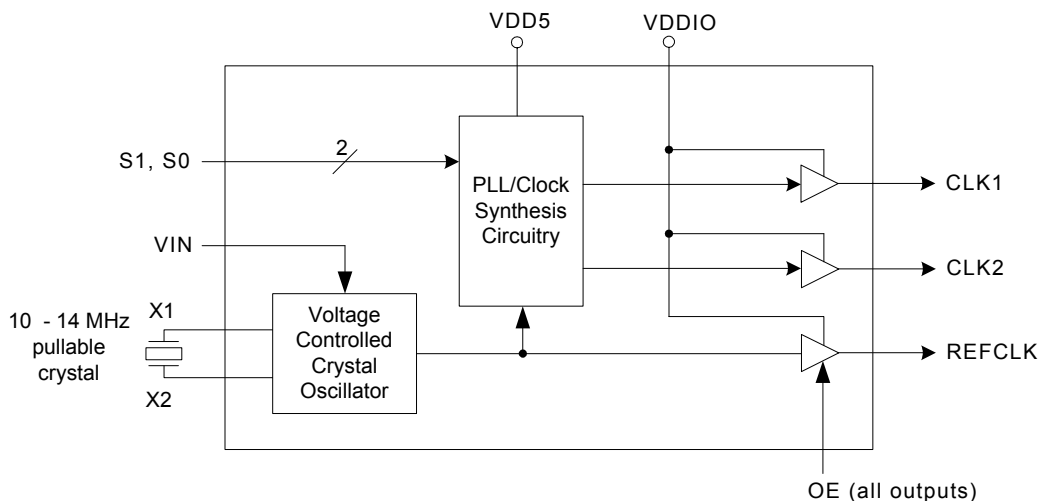 VDD5
VDDIO
S1, S0
2
PLL/Clock
Synthesis
Circuitry
CLK1
VIN
CLK2
10 - 14 MHz
pullable
crystal
X1
X2
Voltage
Controlled
Crystal
Oscillator
REFCLK
OE (all outputs)